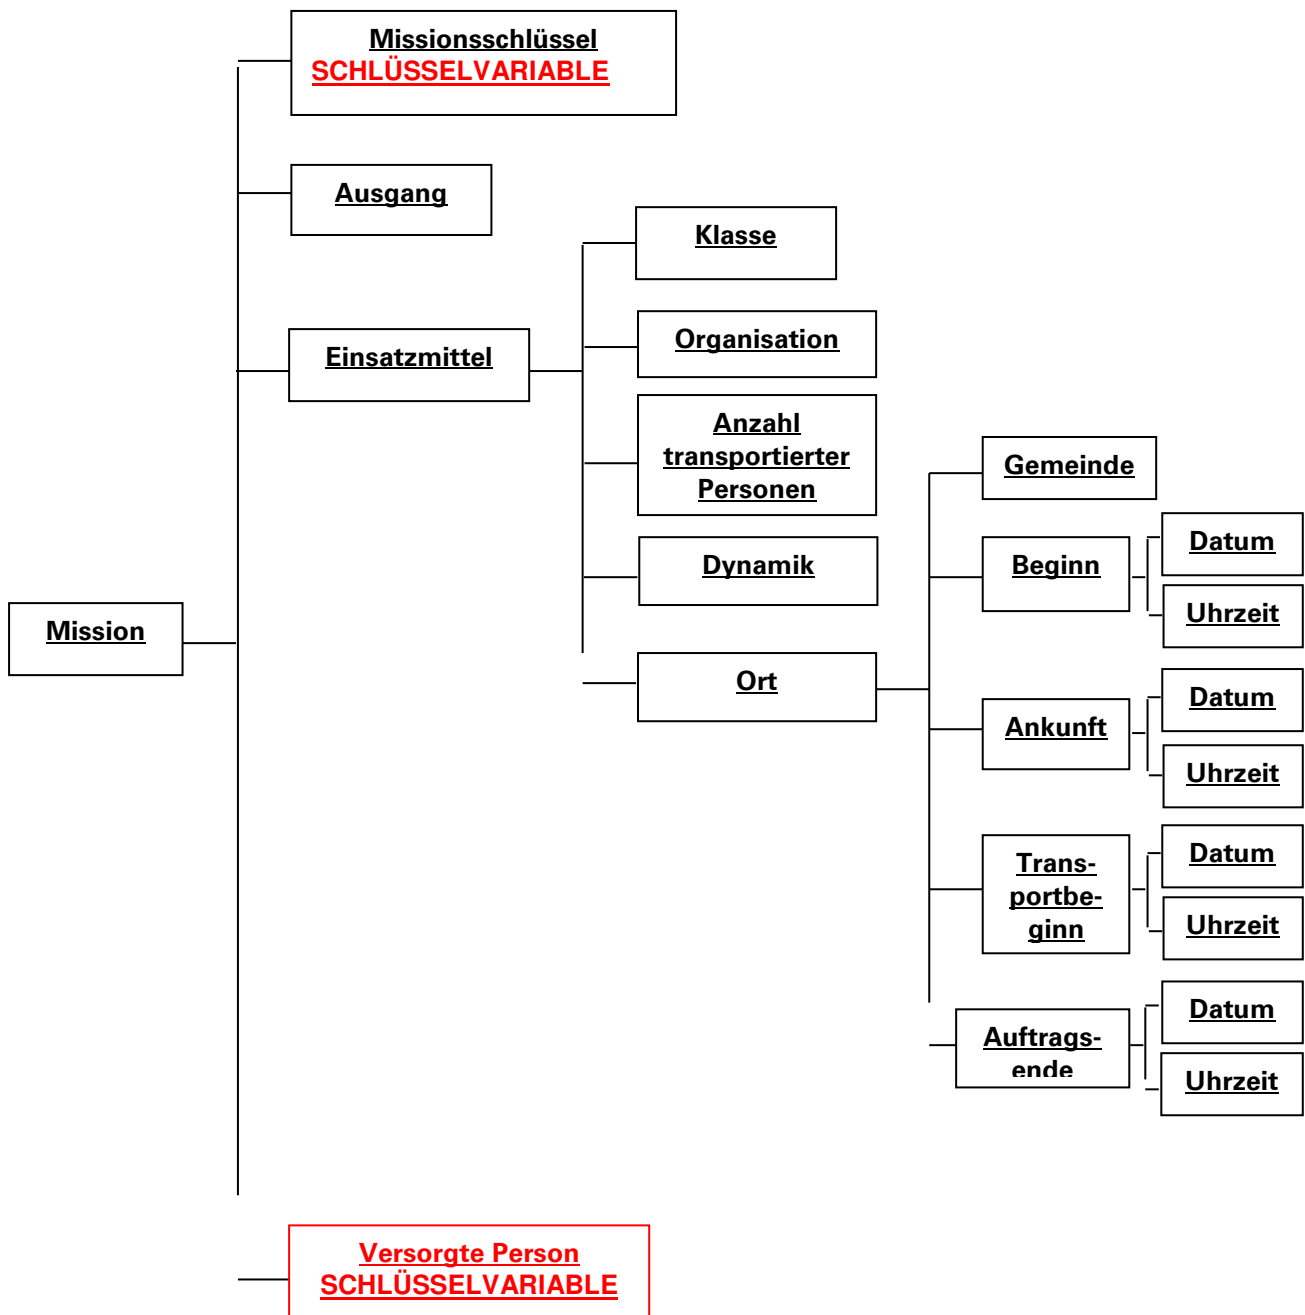 Missionsschlüssel
SCHLÜSSELVARIABLE
Ausgang
Klasse
Organisation
Einsatzmittel
Anzahl
transportierter
Personen
Gemeinde
Dynamik
Beginn
Datum
Uhrzeit
Mission
Ort
Ankunft
Datum
Uhrzeit
Trans-
portbe-
ginn
Datum
Uhrzeit
Auftrags-
ende
Datum
Uhrzeit
Versorgte Person
SCHLÜSSELVARIABLE